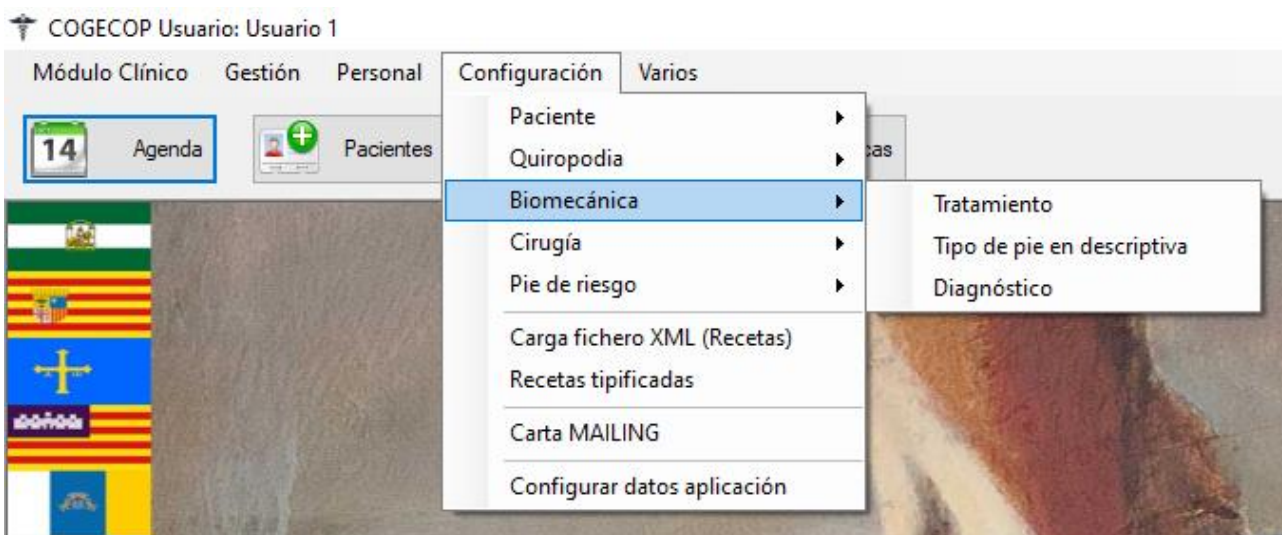 COGECOP Usuario: Usuario 1
Módulo Clínico Gestión Personal Configuración Varios
14 Agenda Pacientes
Paciente
Quiropodia
Biomecánica
Cirugía
Pie de riesgo
Carga fichero XML (Recetas)
Recetas tipificadas
Carta MAILING
Configurar datos aplicación
Tratamiento
Tipo de pie en descriptiva
Diagnóstico